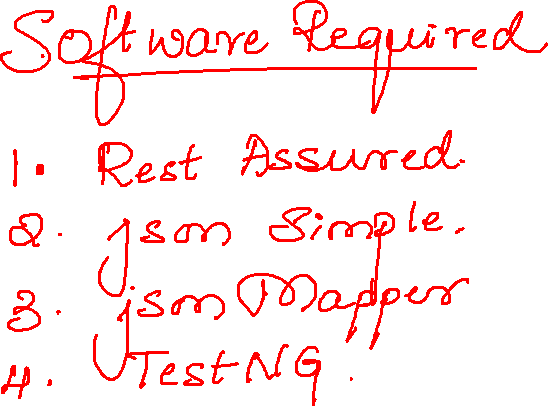 Software Required
1. Rest Assured.
2. json Simple.
3. json Mapper
4. TestNG.